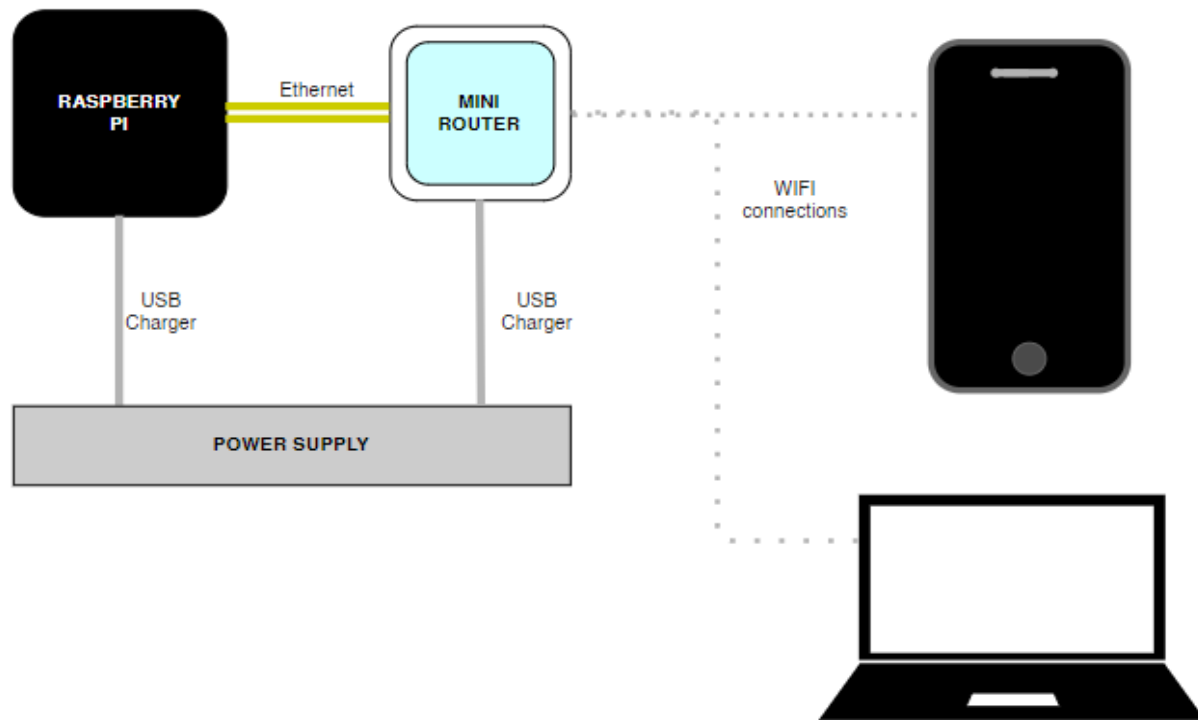 RASPBERRY
PI
Ethernet
MINI
ROUTER
WIFI
connections
USB
Charger
USB
Charger
POWER SUPPLY